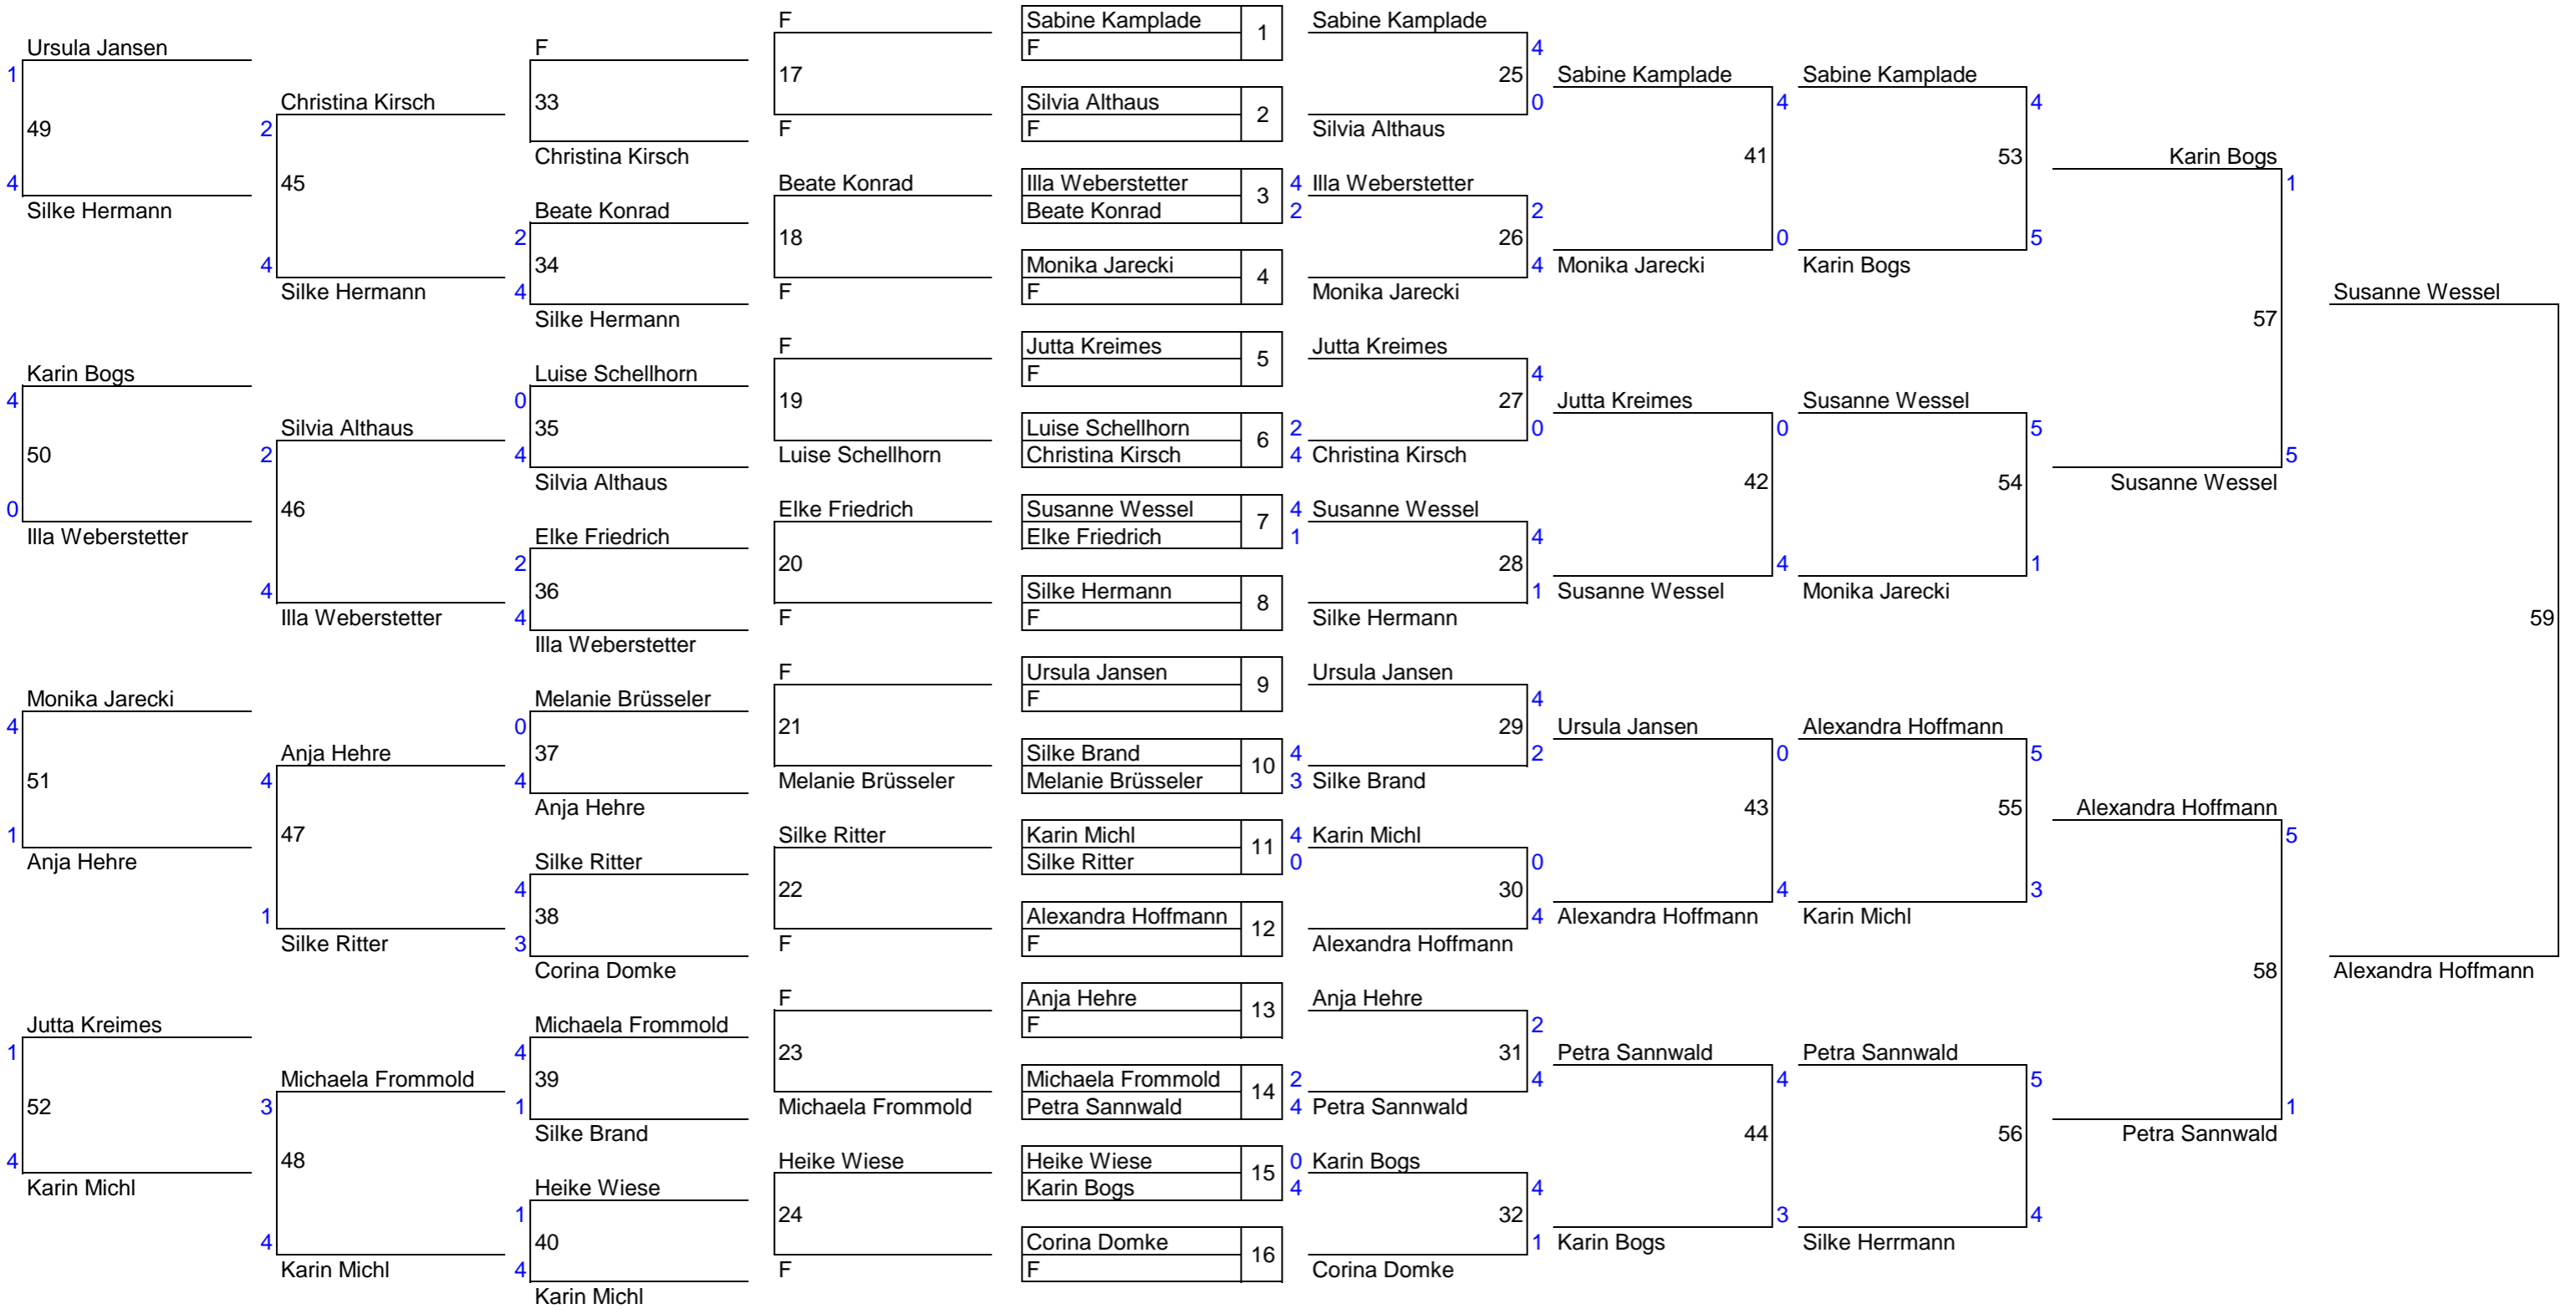 Ursula Jansen
1
49
4
Silke Hermann
Karin Bogs
4
50
0
Illa Weberstetter
Monika Jarecki
4
51
1
Anja Hehre
Jutta Kreimes
1
52
4
Karin Michl
Christina Kirsch
2
45
4
Silke Hermann
Silvia Althaus
2
46
4
Illa Weberstetter
Anja Hehre
4
47
1
Silke Ritter
Michaela Frommold
3
48
4
Karin Michl
F
33
Christina Kirsch
Beate Konrad
2
34
4
Silke Hermann
Luise Schellhorn
0
35
4
Silvia Althaus
Elke Friedrich
2
36
4
Illa Weberstetter
Melanie Brüsseler
0
37
4
Anja Hehre
Silke Ritter
4
38
3
Corina Domke
Michaela Frommold
4
39
1
Silke Brand
Heike Wiese
1
40
4
Karin Michl
F
17
F
Beate Konrad
18
F
F
19
Luise Schellhorn
Elke Friedrich
20
F
F
21
Melanie Brüsseler
Silke Ritter
22
F
F
23
Michaela Frommold
Heike Wiese
24
F
Sabine Kamplade
F
1
Silvia Althaus
F
2
Illa Weberstetter 4
3
Beate Konrad 2
Monika Jarecki
F
4
Jutta Kreimes
F
5
Luise Schellhorn 2
6
Christina Kirsch 4
Susanne Wessel 4
7
Elke Friedrich 1
Silke Hermann
F
8
Ursula Jansen
F
9
Silke Brand 4
10
Melanie Brüsseler 3
Karin Michl 4
11
Silke Ritter 0
Alexandra Hoffmann
F
12
Anja Hehre
F
13
Michaela Frommold 2
14
Petra Sannwald 4
Heike Wiese 0
15
Karin Bogs 4
Corina Domke
F
16
Sabine Kamplade
4
25
0
Silvia Althaus
Illa Weberstetter
2
26
4
Monika Jarecki
Jutta Kreimes
4
27
0
Christina Kirsch
Susanne Wessel
4
28
1
Silke Hermann
Ursula Jansen
4
29
2
Silke Brand
Karin Michl
0
30
4
Alexandra Hoffmann
Anja Hehre
2
31
4
Petra Sannwald
Karin Bogs
4
32
1
Corina Domke
Sabine Kamplade
4
41
0
Monika Jarecki
Jutta Kreimes
0
42
4
Susanne Wessel
Ursula Jansen
0
43
4
Alexandra Hoffmann
Petra Sannwald
4
44
3
Karin Bogs
Sabine Kamplade
4
53
5
Karin Bogs
Susanne Wessel
5
54
1
Monika Jarecki
Alexandra Hoffmann
5
55
3
Karin Michl
Petra Sannwald
5
56
4
Silke Herrmann
Karin Bogs
1
57
5
Susanne Wessel
Alexandra Hoffmann
5
58
1
Petra Sannwald
Susanne Wessel
59
Alexandra Hoffmann